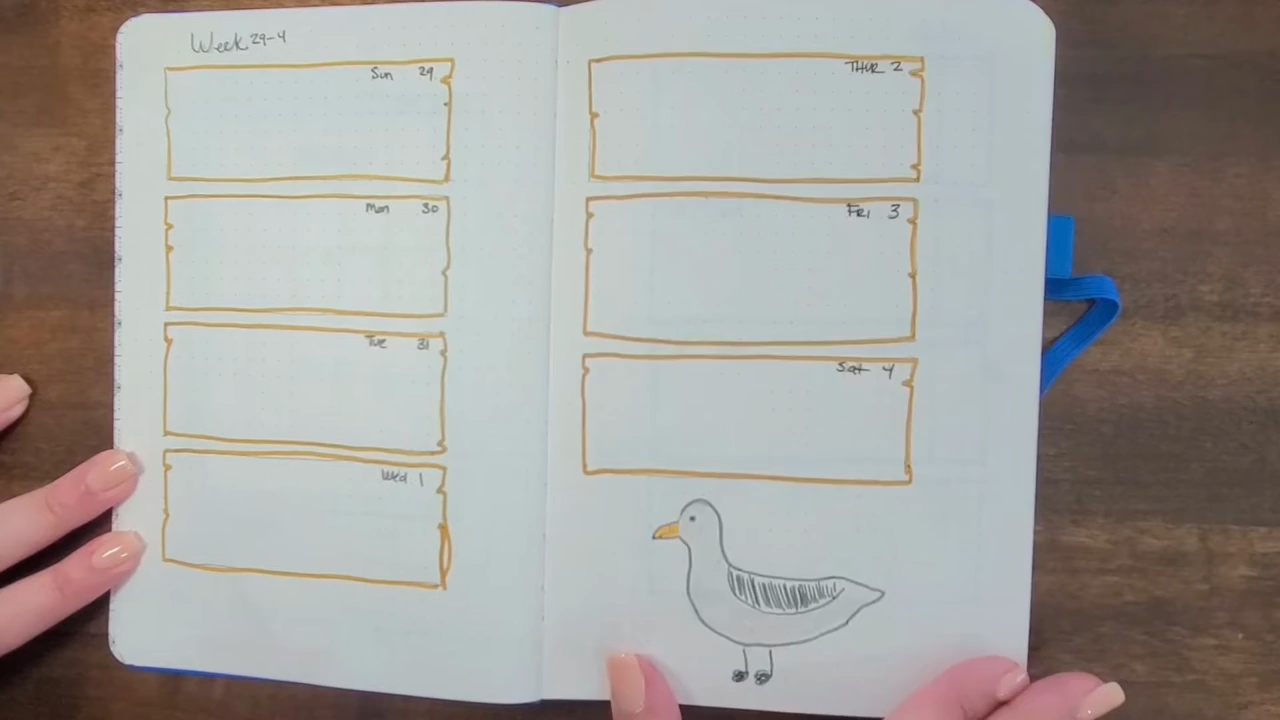 Week 29-4
Sun 29
Mon 30
Tue 31
Wed 1
THUR 2
FRI 3
Sat 4